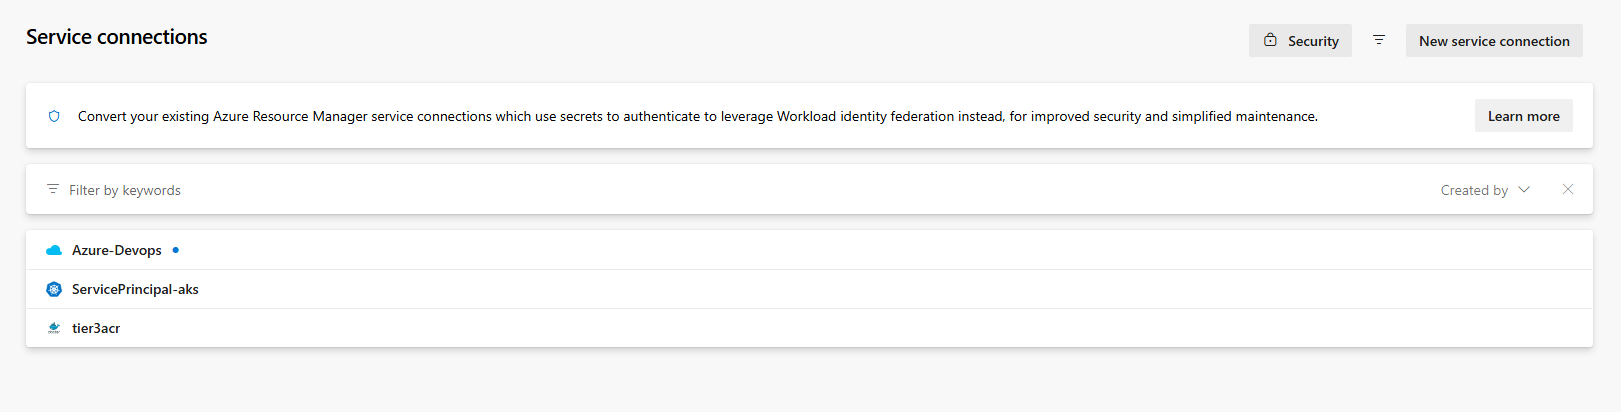 Service connections
Security
New service connection
Convert your existing Azure Resource Manager service connections which use secrets to authenticate to leverage Workload identity federation instead, for improved security and simplified maintenance.
Learn more
Filter by keywords
Created by
Azure-Devops
ServicePrincipal-aks
tier3acr